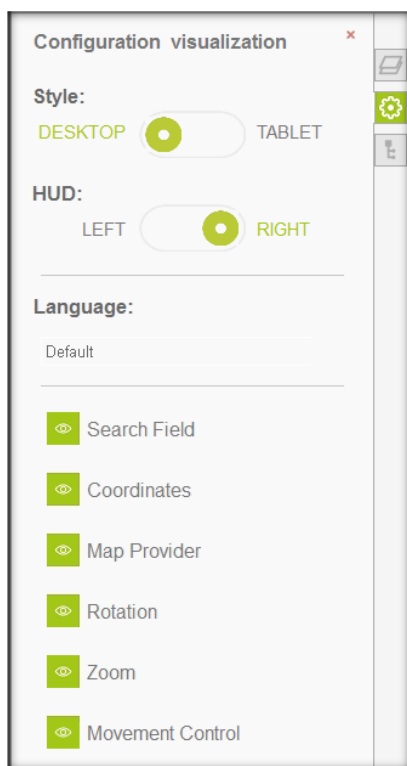 Configuration visualization
Style:
DESKTOP TABLET
HUD:
LEFT RIGHT
Language:
Default
Search Field
Coordinates
Map Provider
Rotation
Zoom
Movement Control